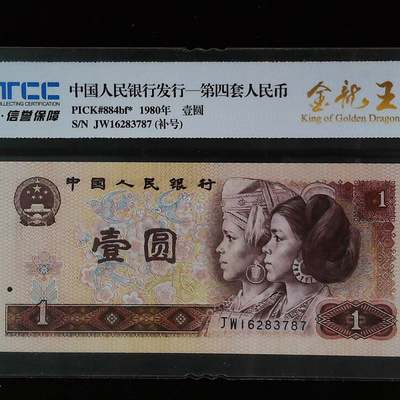 TCC
中国人民银行发行—第四套人民币
金龙王
COLLECTING CERTIFICATION
PICK#884bf* 1980年 壹圆
King of Golden Dragon
·信誉保障
S/N JW16283787 (补号)
中国人民银行
1
壹圆
1
1
JW16283787